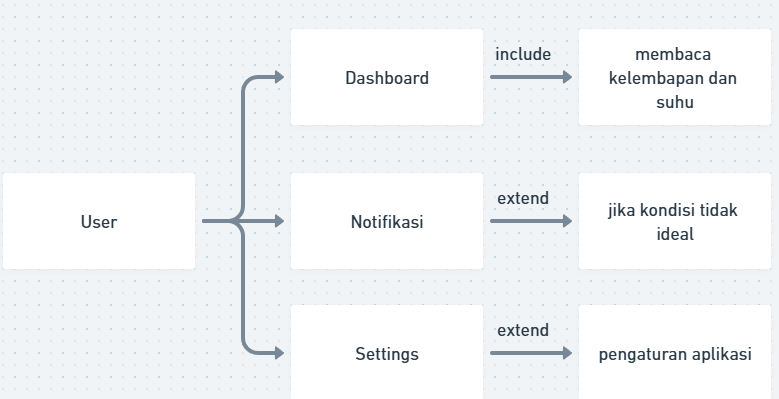 include
Dashboard
membaca
kelembapan dan
suhu
User
extend
Notifikasi
jika kondisi tidak
ideal
extend
Settings
pengaturan aplikasi